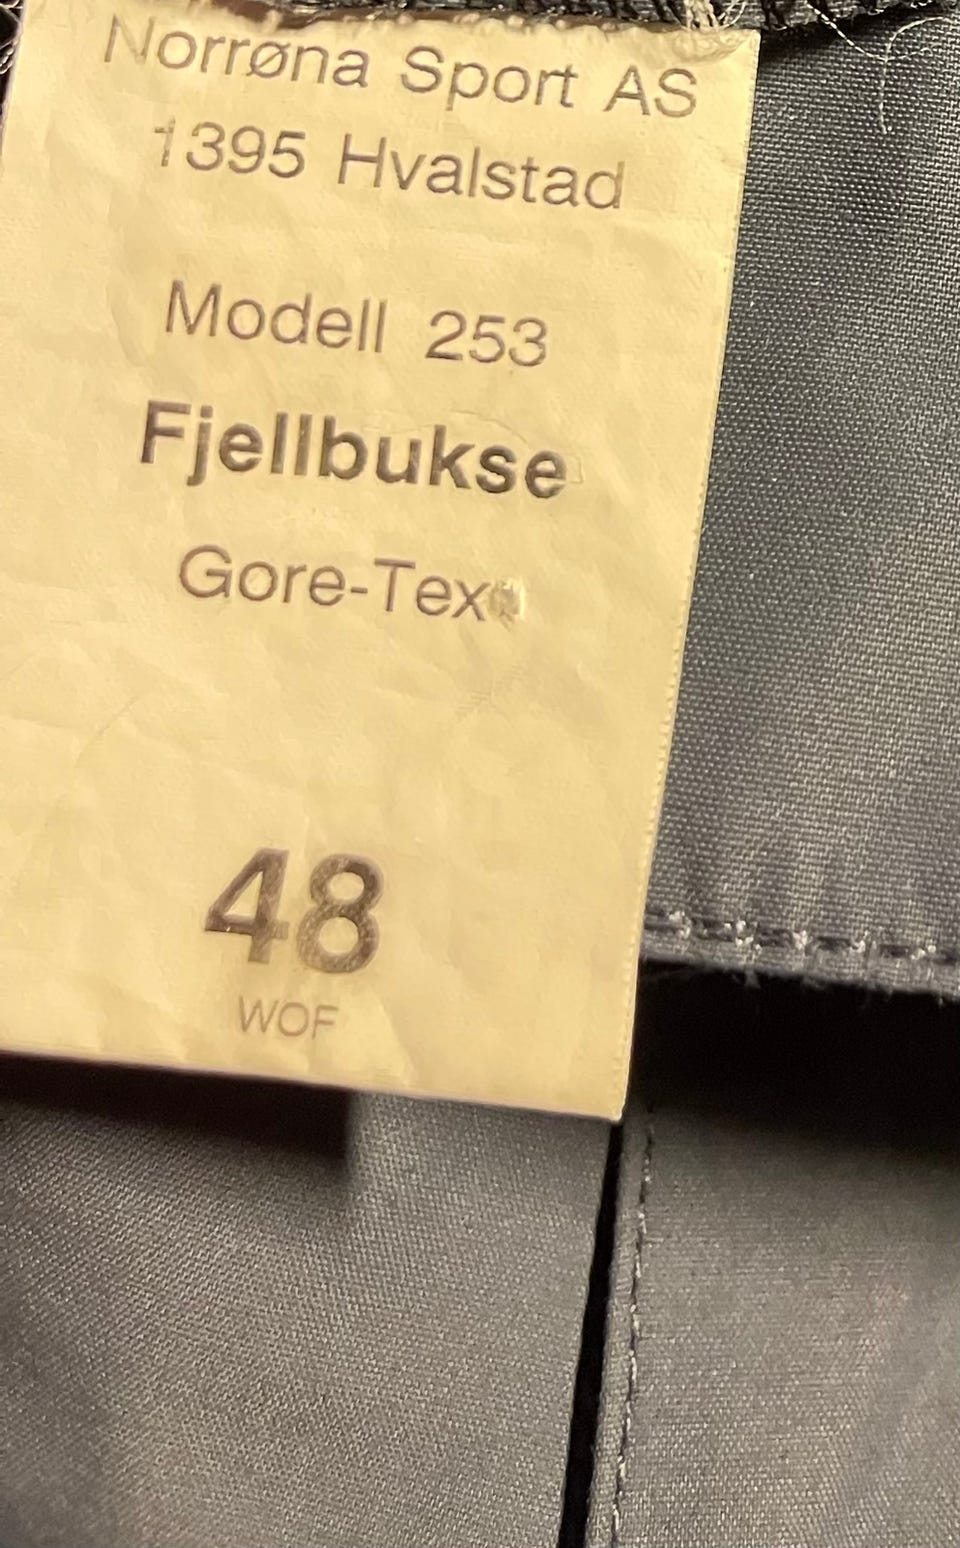 Norrøna Sport AS
1395 Hvalstad
Modell 253
Fjellbukse
Gore-Tex
48
WOF